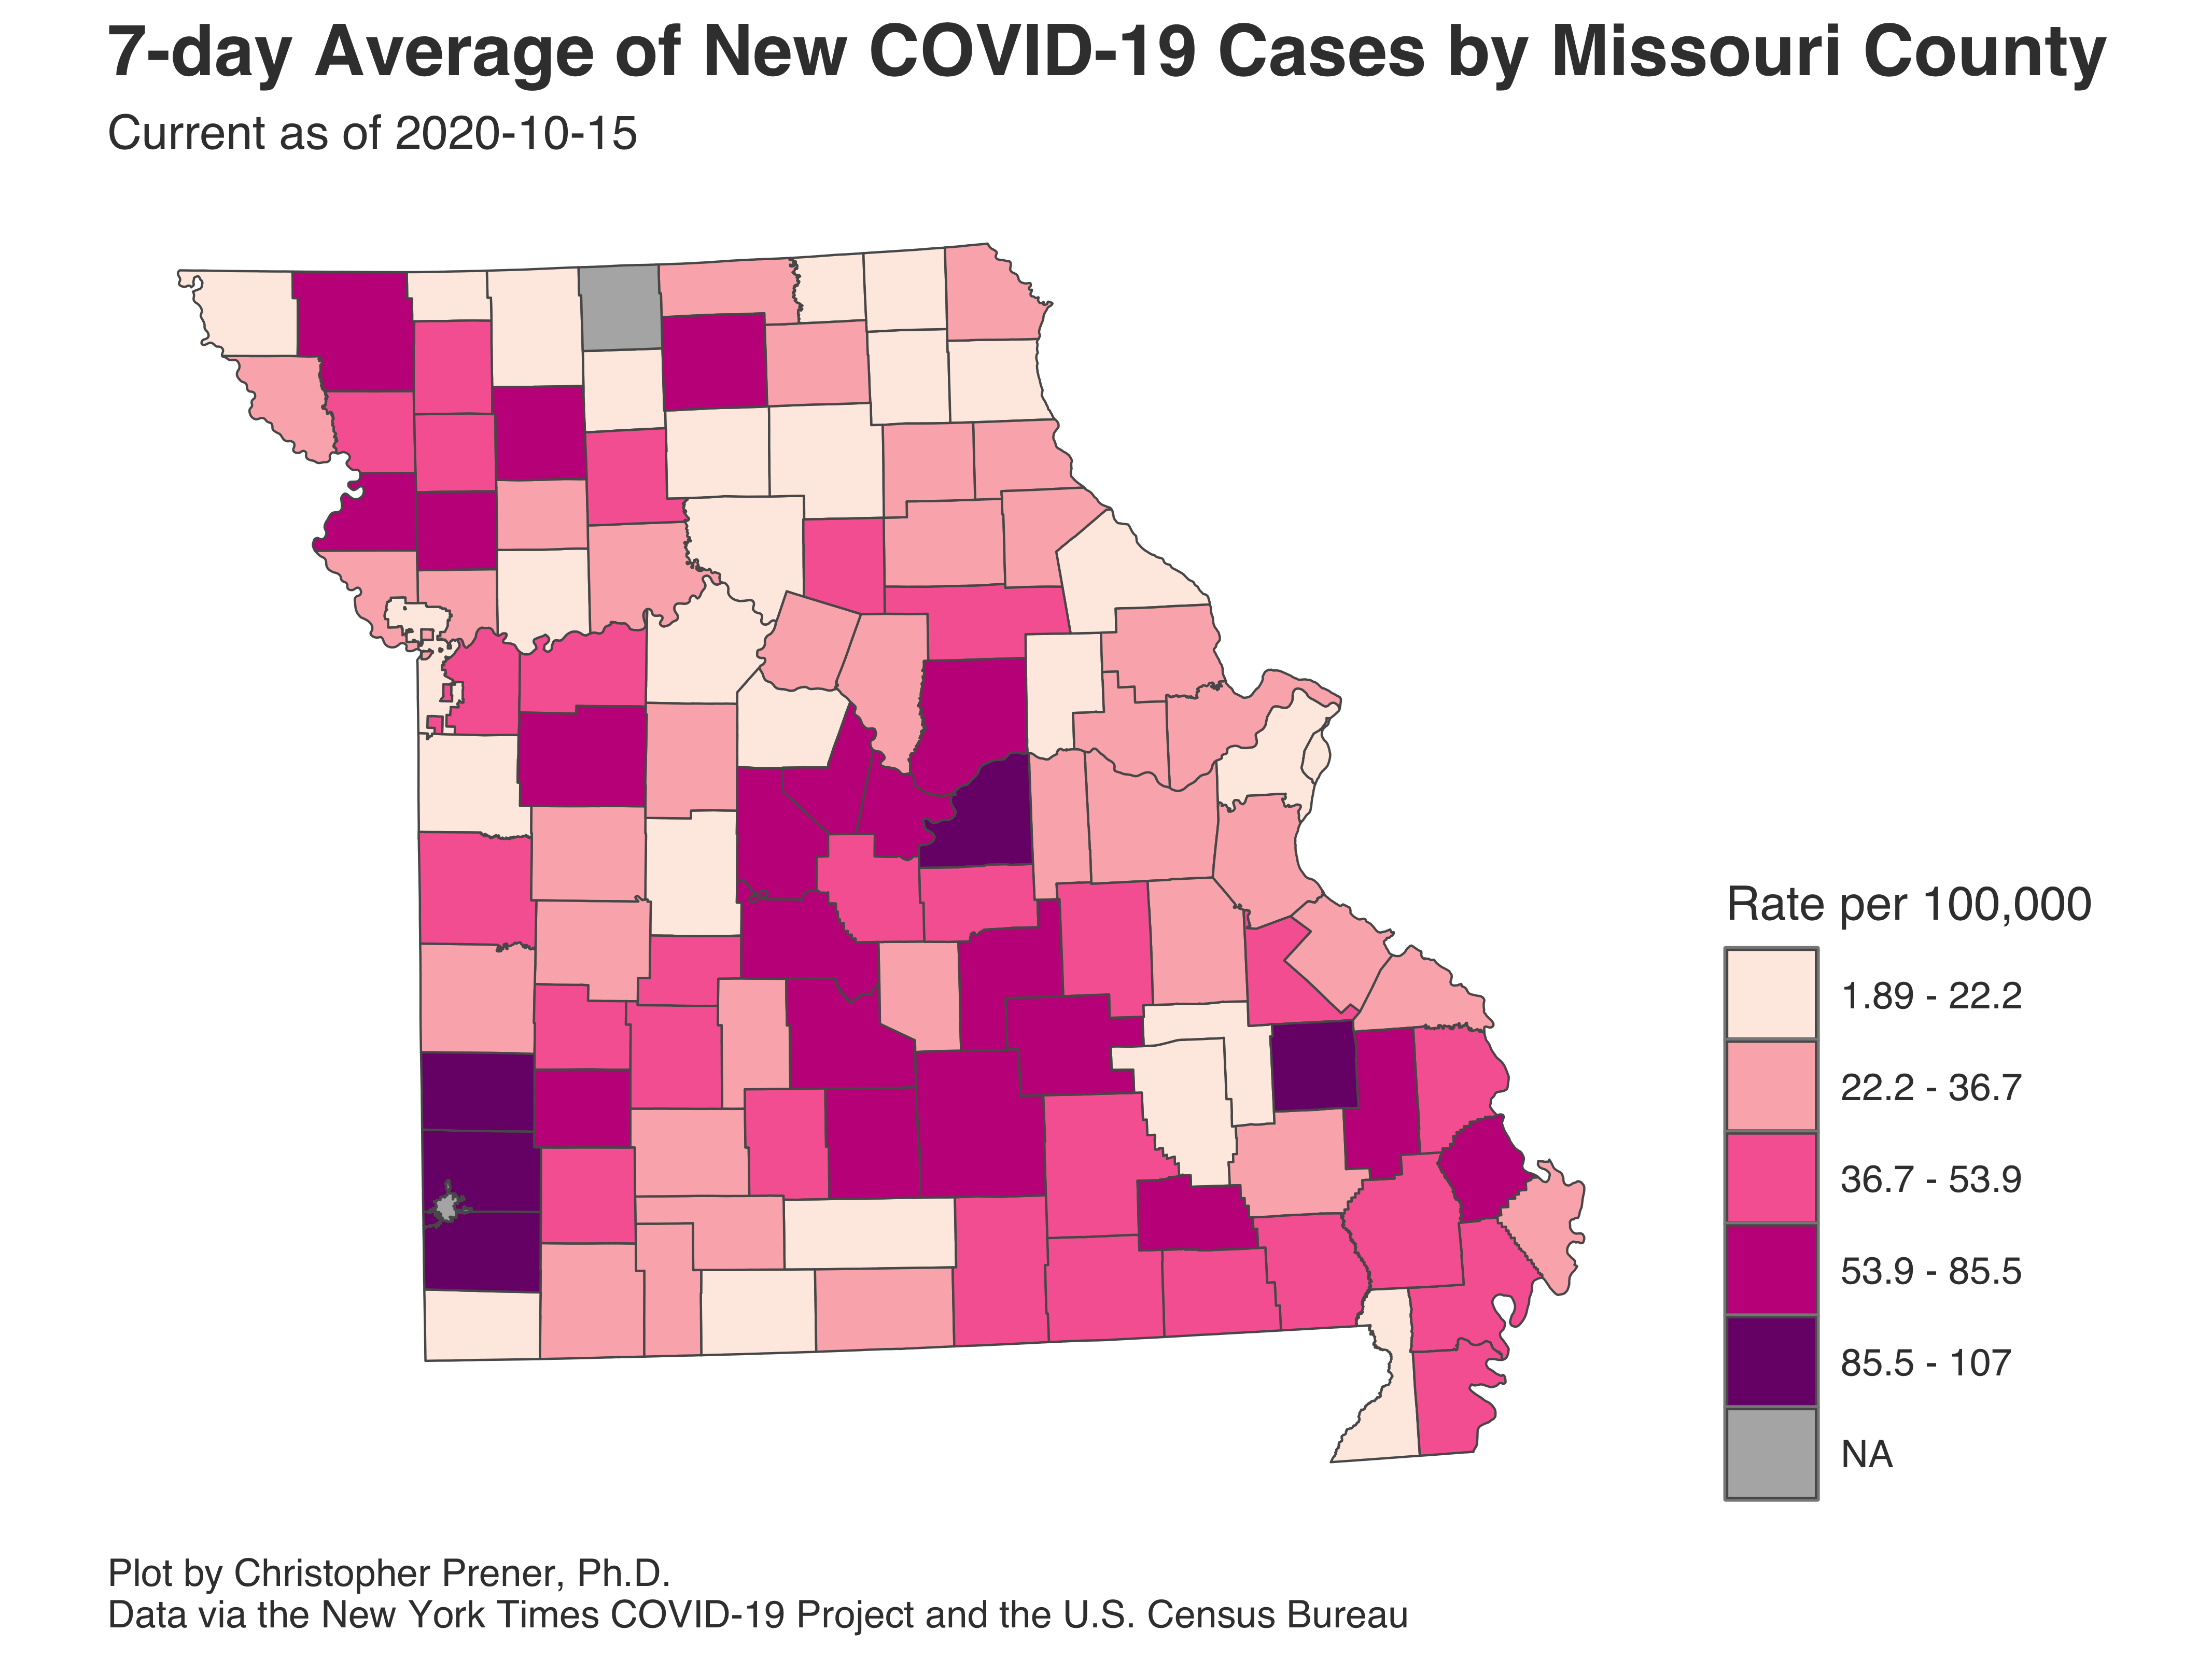 7-day Average of New COVID-19 Cases by Missouri County
Current as of 2020-10-15
Rate per 100,000
1.89 - 22.2
22.2 - 36.7
36.7 - 53.9
53.9 - 85.5
85.5 - 107
NA
Plot by Christopher Prener, Ph.D.
Data via the New York Times COVID-19 Project and the U.S. Census Bureau